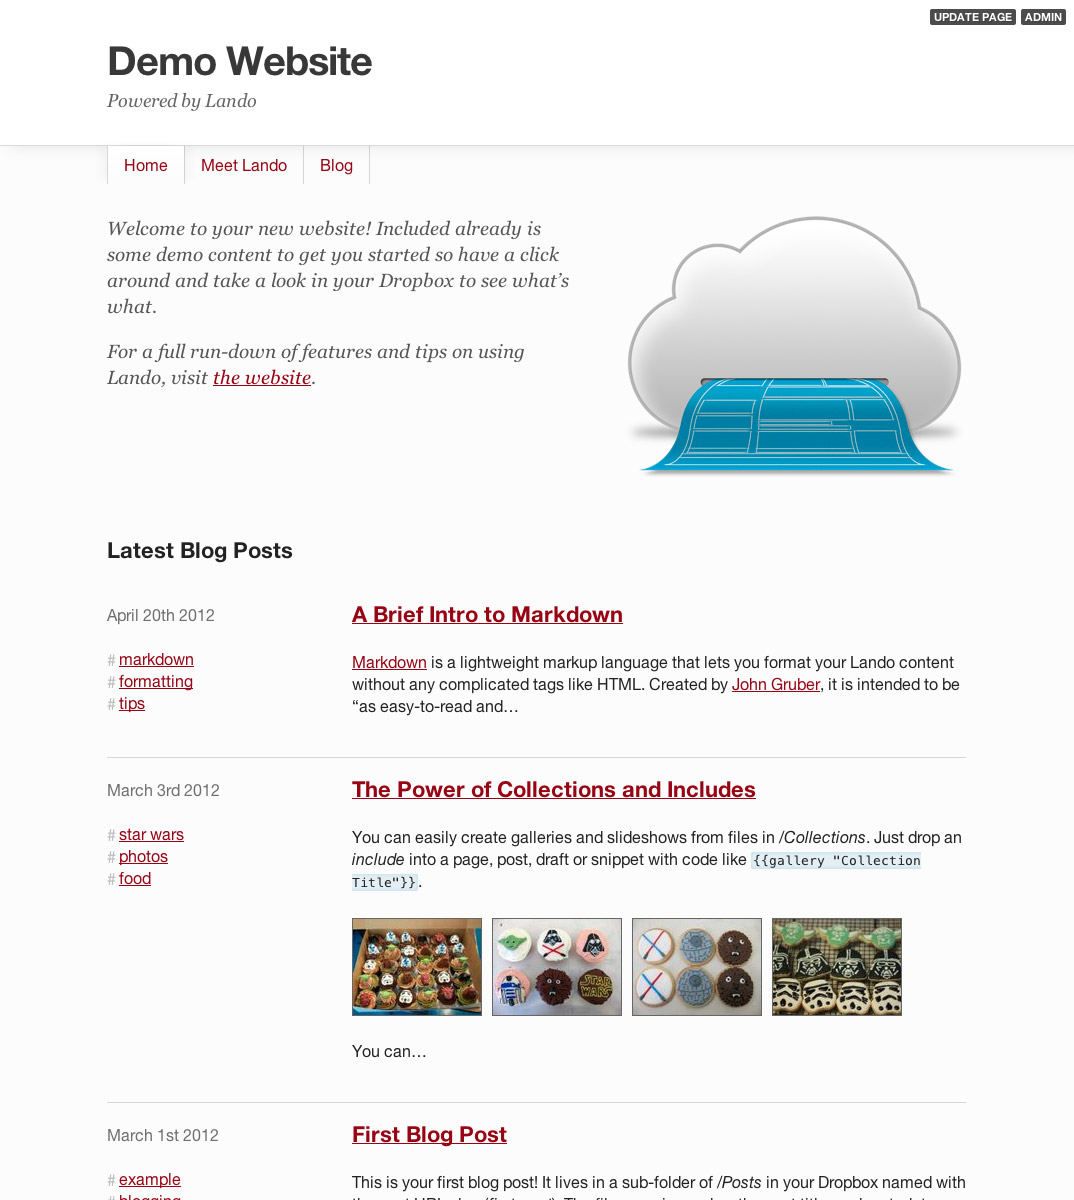 UPDATE PAGE ADMIN
Demo Website
Powered by Lando
Home Meet Lando Blog
Welcome to your new website! Included already is
some demo content to get you started so have a click
around and take a look in your Dropbox to see what’s
what.
For a full run-down of features and tips on using
Lando, visit the website.
Latest Blog Posts
April 20th 2012
# markdown
# formatting
# tips
A Brief Intro to Markdown
Markdown is a lightweight markup language that lets you format your Lando content
without any complicated tags like HTML. Created by John Gruber, it is intended to be
“as easy-to-read and…
March 3rd 2012
# star wars
# photos
# food
The Power of Collections and Includes
You can easily create galleries and slideshows from files in /Collections. Just drop an
include into a page, post, draft or snippet with code like {{gallery "Collection
Title"}}.
STAR
WARS
You can…
March 1st 2012
# example
# blogging
First Blog Post
This is your first blog post! It lives in a sub-folder of /Posts in your Dropbox named with